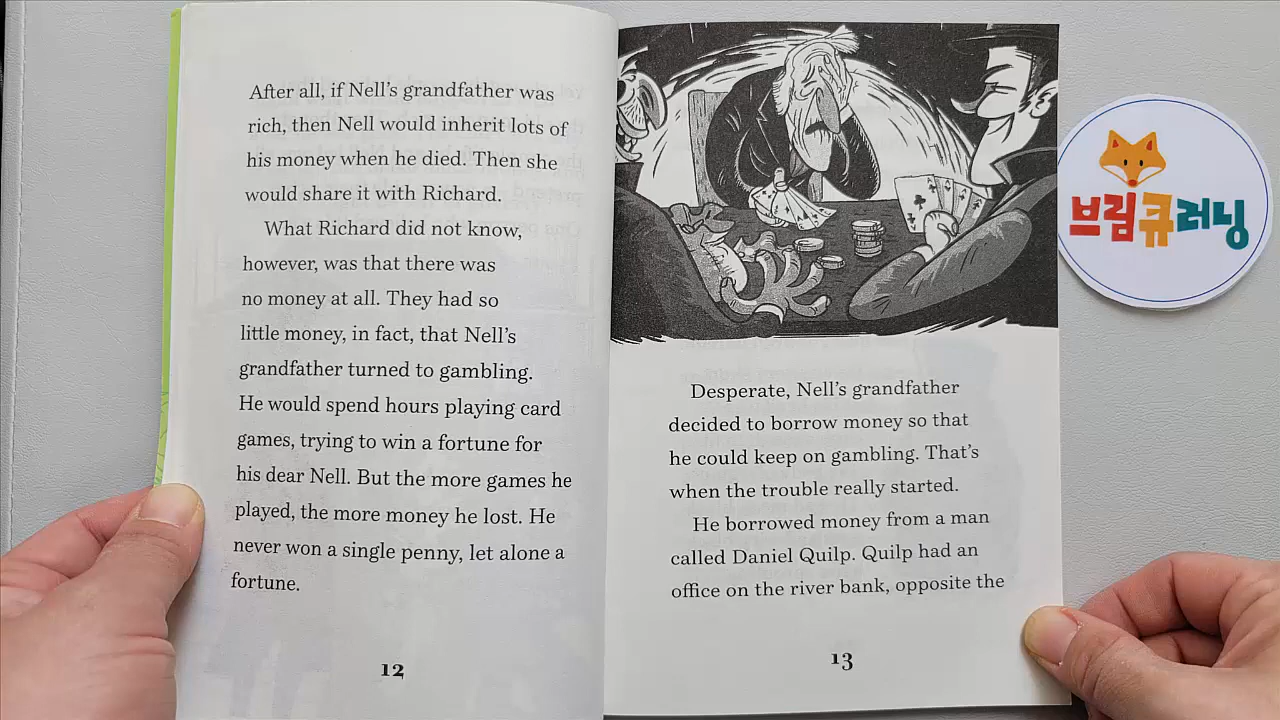 After all, if Nell's grandfather was
rich, then Nell would inherit lots of
his money when he died. Then she
would share it with Richard.
What Richard did not know,
however, was that there was
no money at all. They had so
little money, in fact, that Nell's
grandfather turned to gambling.
He would spend hours playing card
games, trying to win a fortune for
his dear Nell. But the more games he
played, the more money he lost. He
never won a single penny, let alone a
fortune.
12
Desperate, Nell's grandfather
decided to borrow money so that
he could keep on gambling. That's
when the trouble really started.
He borrowed money from a man
called Daniel Quilp. Quilp had an
office on the river bank, opposite the
13
브림큐러닝